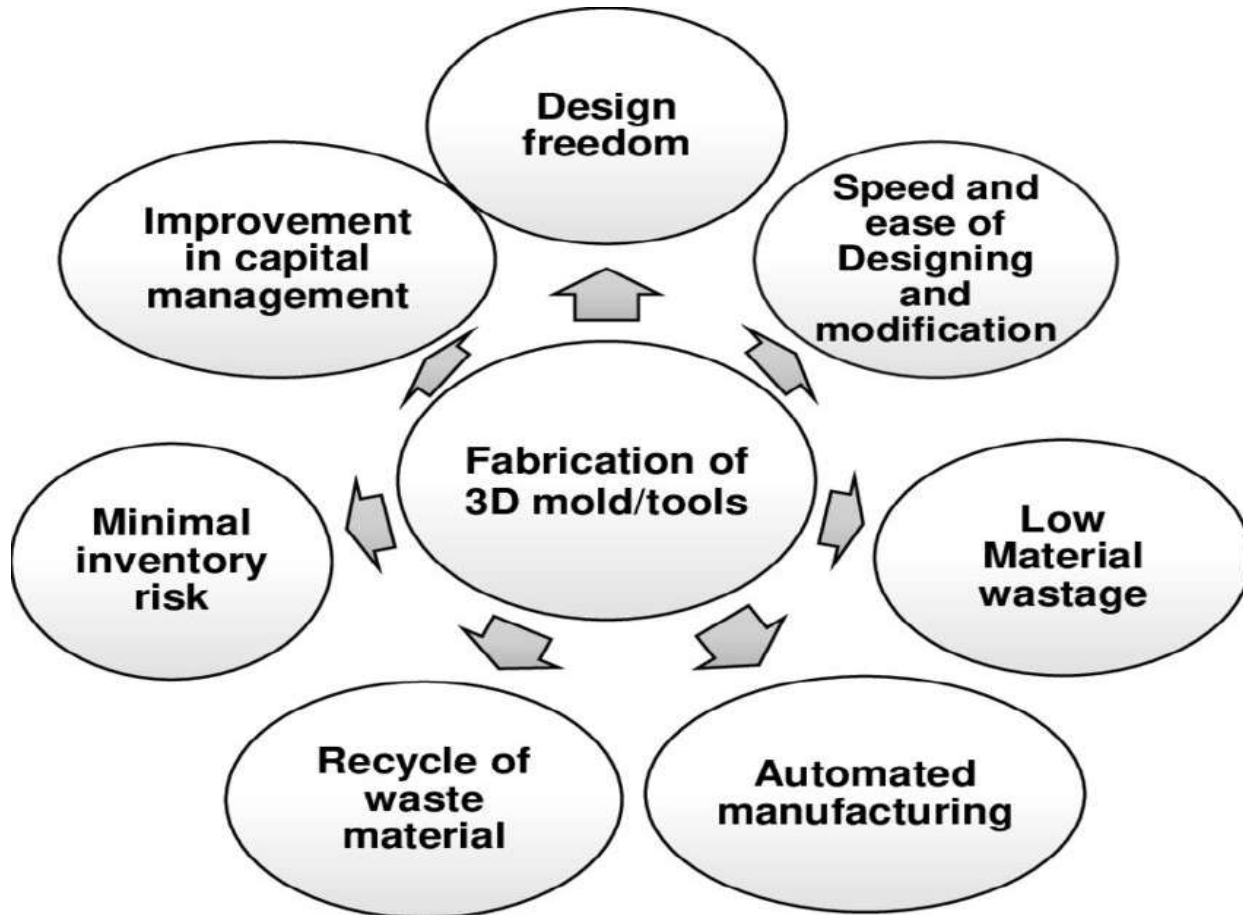 Design
freedom
Speed and
ease of
Designing
and
modification
Improvement
in capital
management
Fabrication of
3D mold/tools
Low
Material
wastage
Minimal
inventory
risk
Automated
manufacturing
Recycle of
waste
material